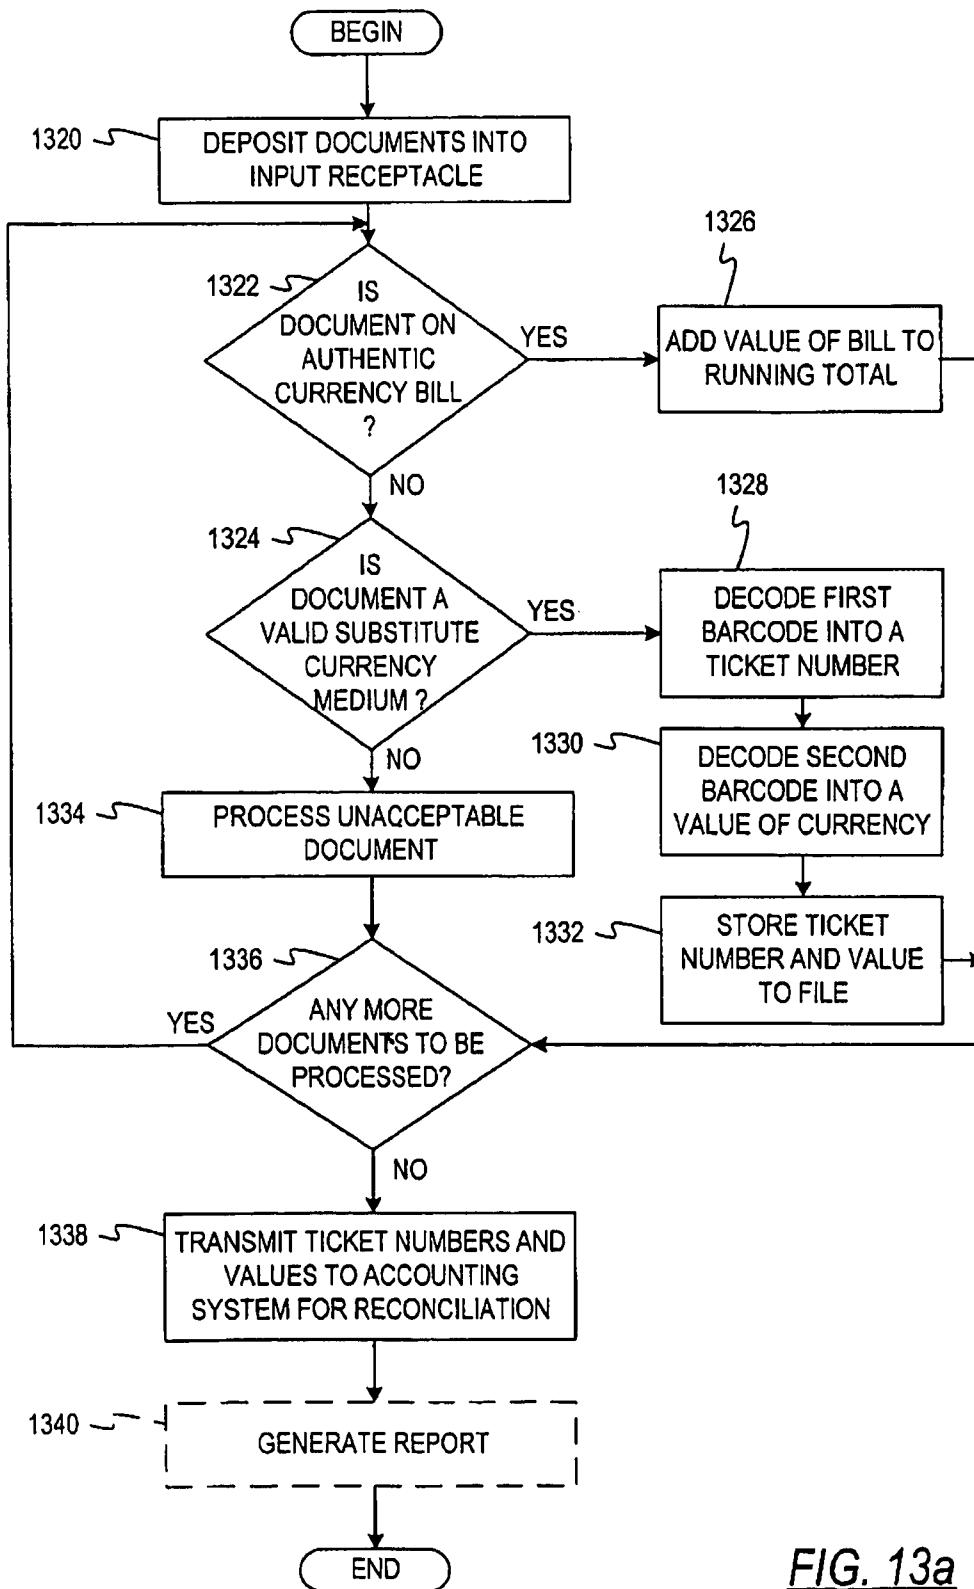 BEGIN
1320
DEPOSIT DOCUMENTS INTO
INPUT RECEPTACLE
1322
IS
DOCUMENT ON
AUTHENTIC
CURRENCY BILL
?
YES
1326
ADD VALUE OF BILL TO
RUNNING TOTAL
NO
1324
IS
DOCUMENT A
VALID SUBSTITUTE
CURRENCY
MEDIUM ?
YES
1328
DECODE FIRST
BARCODE INTO A
TICKET NUMBER
1330
DECODE SECOND
BARCODE INTO A
VALUE OF CURRENCY
1332
STORE TICKET
NUMBER AND VALUE
TO FILE
NO
1334
PROCESS UNACCEPTABLE
DOCUMENT
1336
ANY MORE
DOCUMENTS TO BE
PROCESSED?
YES
NO
1338
TRANSMIT TICKET NUMBERS AND
VALUES TO ACCOUNTING
SYSTEM FOR RECONCILIATION
1340
GENERATE REPORT
END
FIG. 13a